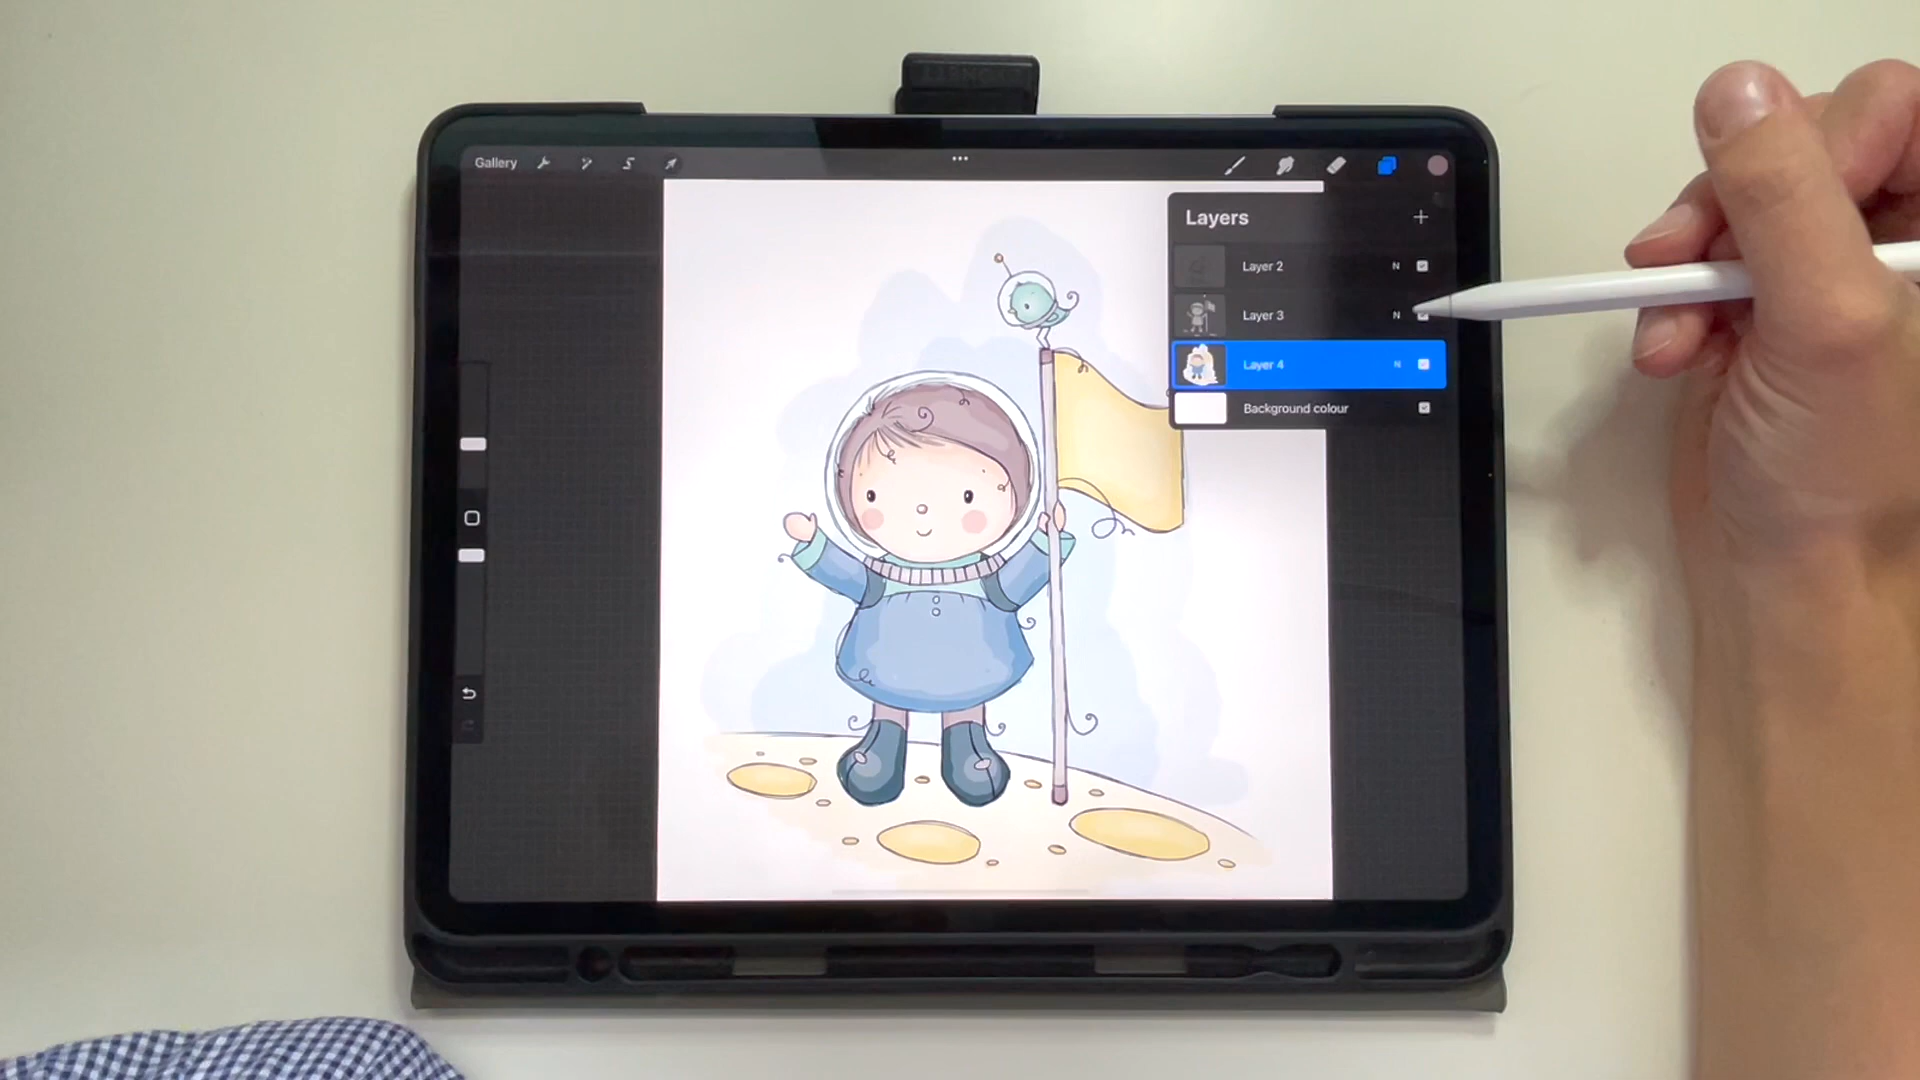 Gallery
Layers
Layer 2 N
Layer 3 N
Layer 4 N
Background colour